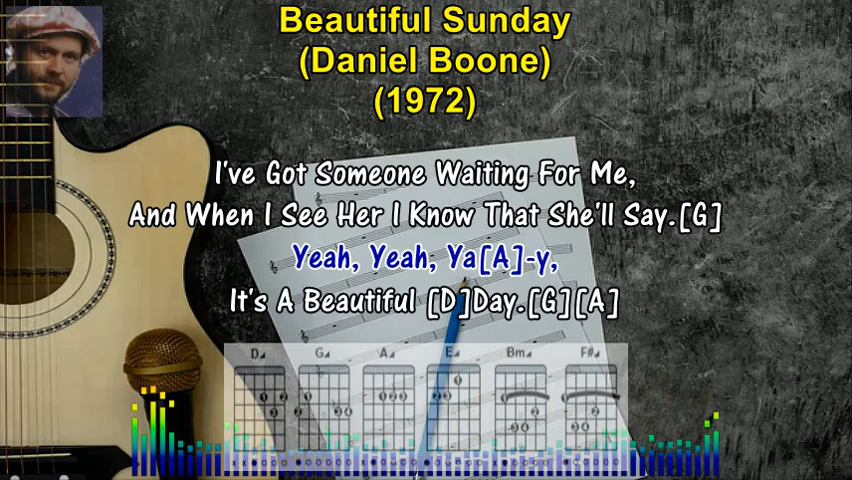 Beautiful Sunday
(Daniel Boone)
(1972)
I've Got Someone Waiting For Me,
And When I See Her I Know That She'll Say.[G]
Yeah, Yeah, Ya[A]-y,
It's A Beautiful [D]Day.[G][A]
D G A E Bm F#